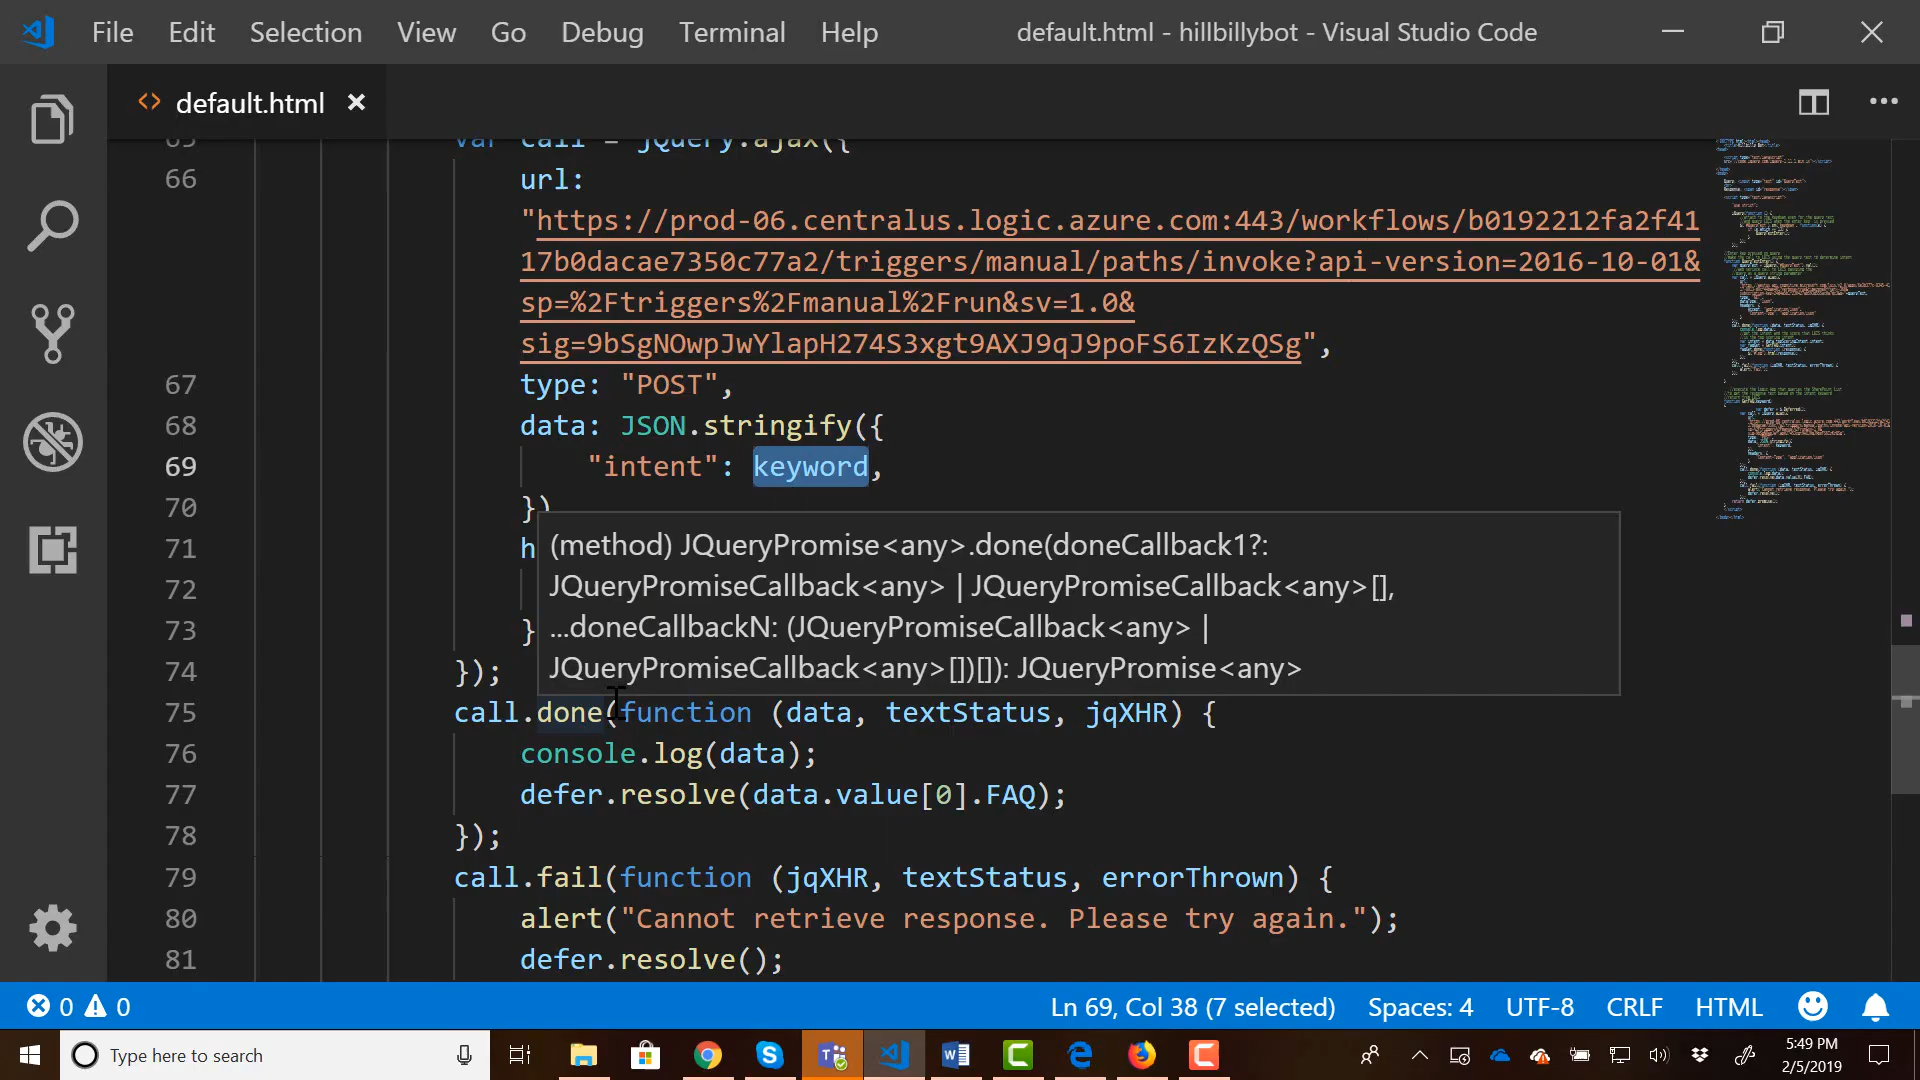 File Edit Selection View Go Debug Terminal Help default.html - hillbillybot - Visual Studio Code
default.html
65 var call = jQuery.ajax({
66 url:
"https://prod-06.centralus.logic.azure.com:443/workflows/b0192212fa2f41
17b0dacae7350c77a2/triggers/manual/paths/invoke?api-version=2016-10-01&
sp=%2Ftriggers%2Fmanual%2Frun&sv=1.0&
sig=9bSgNOwpJwYlapH274S3xgt9AXJ9qJ9poFS6IzKzQSg",
67 type: "POST",
68 data: JSON.stringify({
69 "intent": keyword,
70 })
71 h
72
73 }
74 });
(method) JQueryPromise<any>.done(doneCallback1?:
JQueryPromiseCallback<any> | JQueryPromiseCallback<any>[],
...doneCallbackN: (JQueryPromiseCallback<any> |
JQueryPromiseCallback<any>[])[]): JQueryPromise<any>
75 call.done(function (data, textStatus, jqXHR) {
76 console.log(data);
77 defer.resolve(data.value[0].FAQ);
78 });
79 call.fail(function (jqXHR, textStatus, errorThrown) {
80 alert("Cannot retrieve response. Please try again.");
81 defer.resolve();
0 0 Ln 69, Col 38 (7 selected) Spaces: 4 UTF-8 CRLF HTML
Type here to search
5:49 PM
2/5/2019